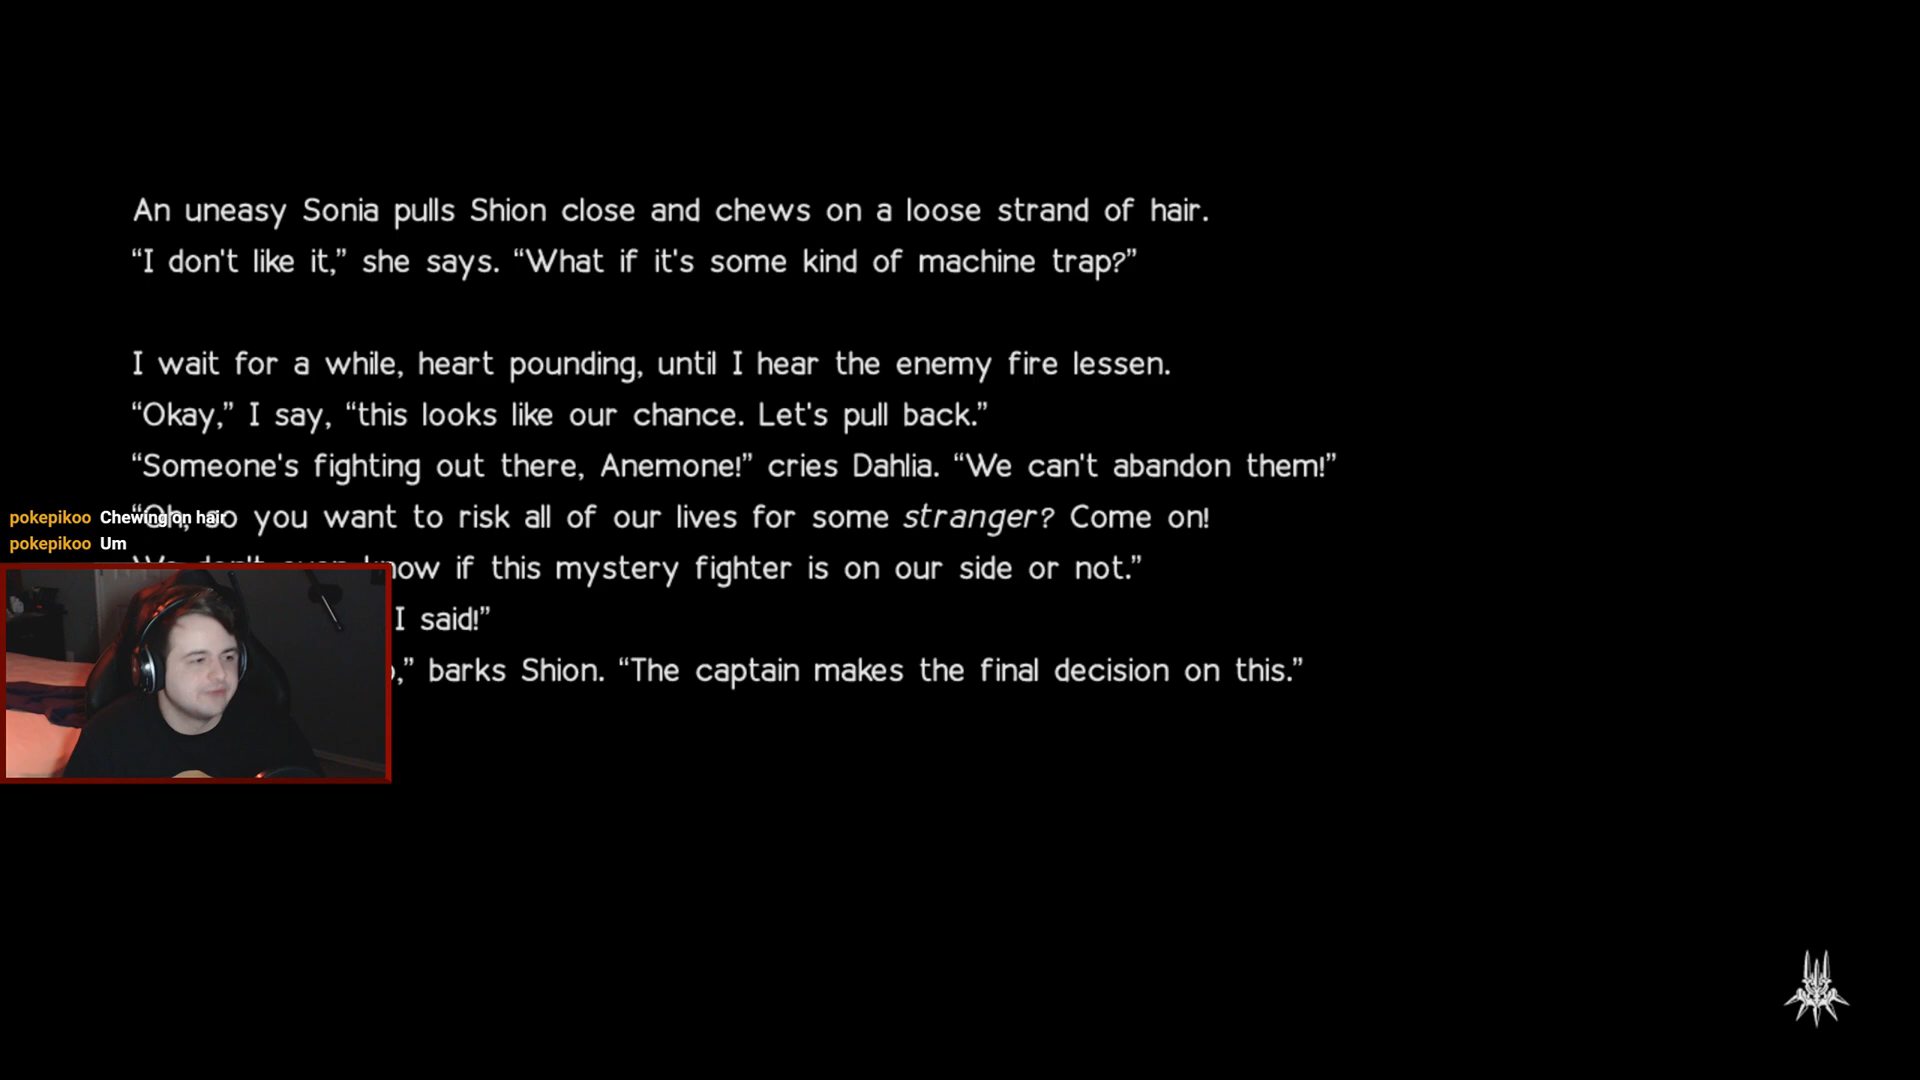 An uneasy Sonia pulls Shion close and chews on a loose strand of hair.
“I don't like it,” she says. “What if it's some kind of machine trap?”
I wait for a while, heart pounding, until I hear the enemy fire lessen.
“Okay,” I say, “this looks like our chance. Let's pull back.”
“Someone's fighting out there, Anemone!” cries Dahlia. “We can't abandon them!”
“Oh, so you want to risk all of our lives for some stranger? Come on!
pokepikoo Chewing on hair
pokepikoo Um
know if this mystery fighter is on our side or not.”
I said!”
barks Shion. “The captain makes the final decision on this.”